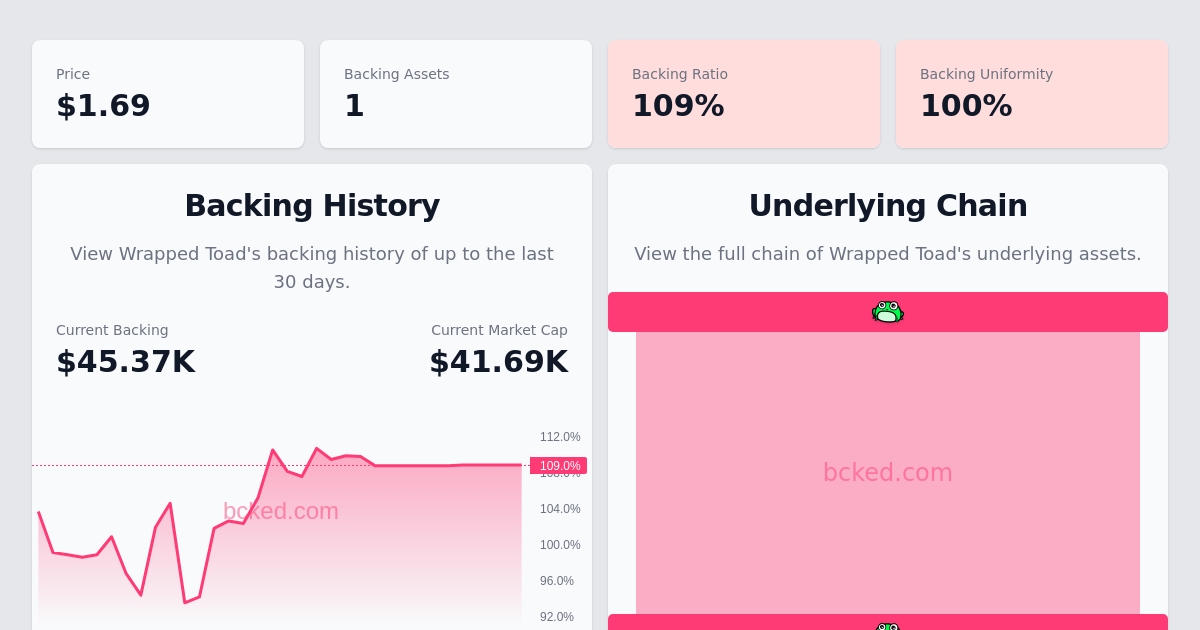 Price
$1.69
Backing Assets
1
Backing Ratio
109%
Backing Uniformity
100%
Backing History
View Wrapped Toad's backing history of up to the last
30 days.
Current Backing
$45.37K
Current Market Cap
$41.69K
112.0%
109.0%
108.0%
104.0%
100.0%
96.0%
92.0%
bcked.com
Underlying Chain
View the full chain of Wrapped Toad's underlying assets.
bcked.com